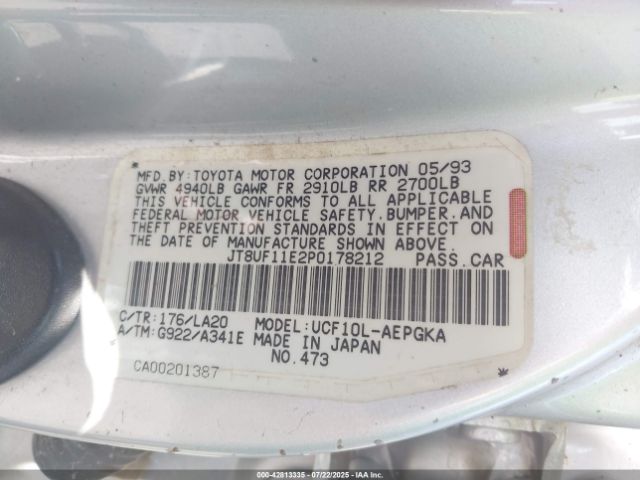 MFD.BY:TOYOTA MOTOR CORPORATION 05/93
GVWR 4940LB GAWR FR 2910LB RR 2700LB
THIS VEHICLE CONFORMS TO ALL APPLICABLE
FEDERAL MOTOR VEHICLE SAFETY.BUMPER.AND
THEFT PREVENTION STANDARDS IN EFFECT ON
THE DATE OF MANUFACTURE SHOWN ABOVE.
JT8UF11E2P0178212 PASS.CAR
C/TR:176/LA20 MODEL:UCF10L-AEPGKA
A/TM:G922/A341E MADE IN JAPAN
NO.473
CA00201387
000-42813335 - 07/22/2025 - IAAI.COM